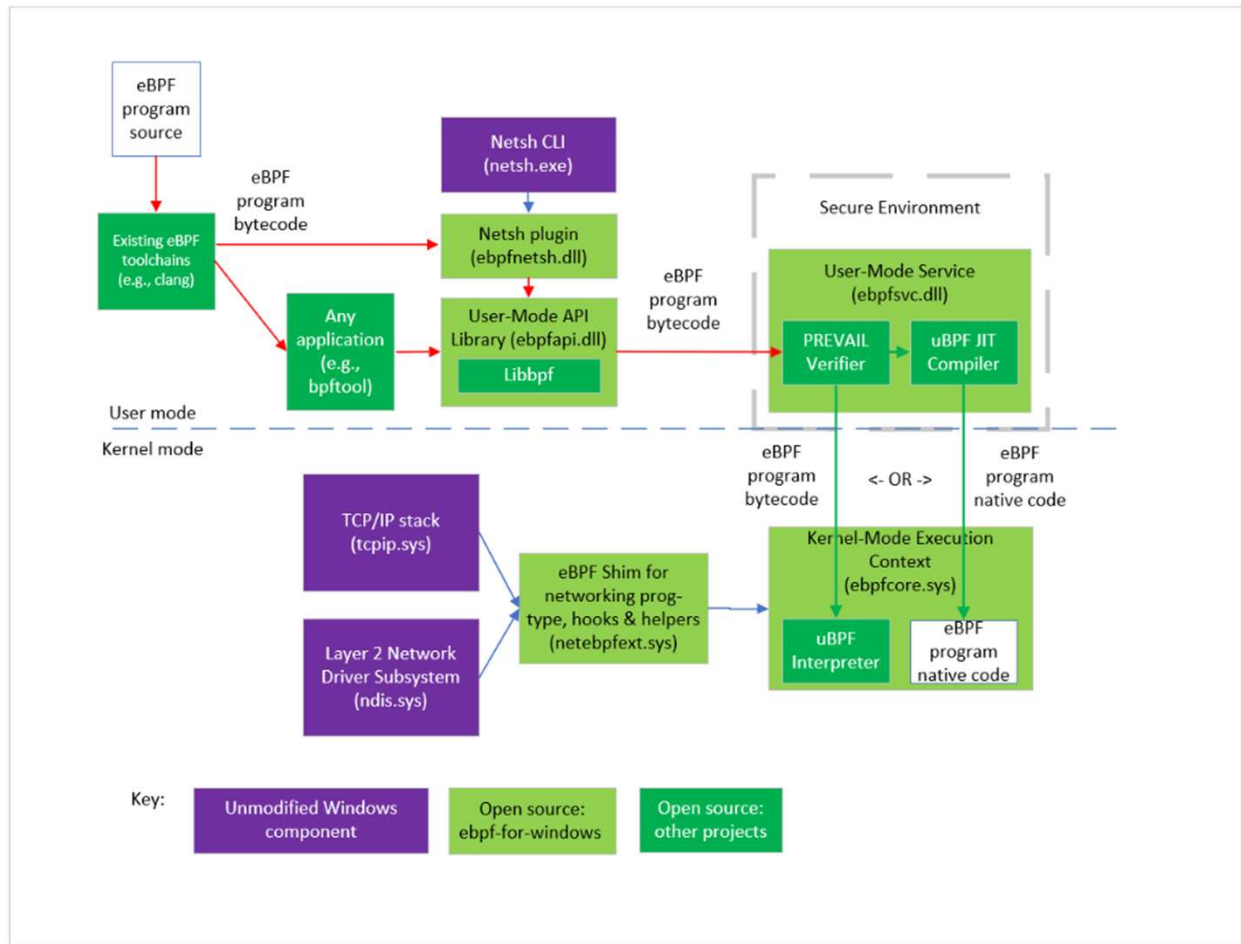 eBPF
program
source
Netsh CLI
(netsh.exe)
eBPF
program
bytecode
Secure Environment
Existing eBPF
toolchains
(e.g., clang)
Netsh plugin
(ebpfnetsh.dll)
User-Mode Service
(ebpfsvc.dll)
eBPF
program
bytecode
Any
application
(e.g.,
bpftool)
User-Mode API
Library (ebpfapi.dll)
Libbpf
PREVAIL
Verifier
uBPF JIT
Compiler
User mode
Kernel mode
eBPF
program
bytecode
<- OR ->
eBPF
program
native code
TCP/IP stack
(tcpip.sys)
Kernel-Mode Execution
Context
(ebpfcore.sys)
eBPF Shim for
networking prog-
type, hooks & helpers
(netebpfext.sys)
Layer 2 Network
Driver Subsystem
(ndis.sys)
uBPF
Interpreter
eBPF
program
native code
Key:
Unmodified Windows
component
Open source:
ebpf-for-windows
Open source:
other projects